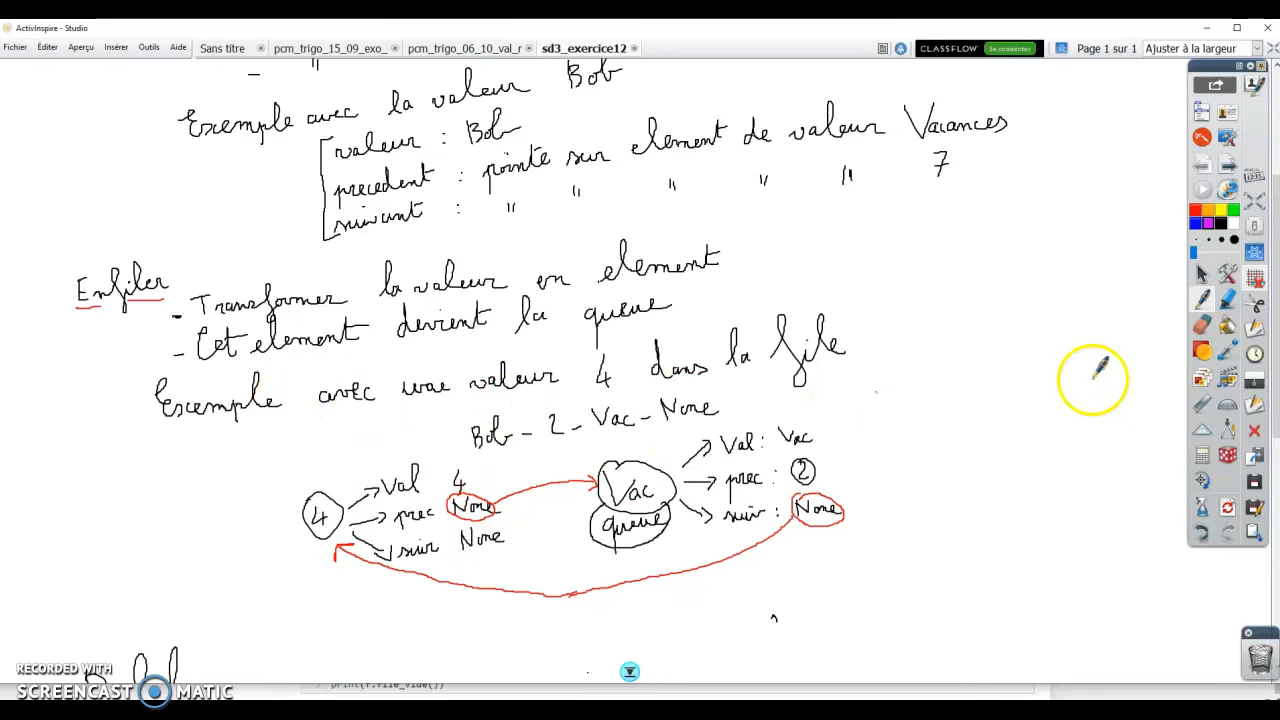 ActivInspire - Studio
Fichier Éditer Aperçu Insérer Outils Aide Sans titre pcm_trigo_15_09_exo_ pcm_trigo_06_10_val_r sd3_exercice12 CLASSFLOW Se connecter Page 1 sur 1 Ajuster à la largeur
- "
Exemple avec la valeur Bob
valeur : Bob
precedent : pointe sur element de valeur Vacances
suivant : " " " " " 7
Enfiler
- Transformer la valeur en element
- Cet element devient la queue
Exemple avec une valeur 4 dans la file
Bob - 2 - Vac - None
4
Val 4
prec None
suiv None
Vac
queue
Val : Vac
prec : 2
suiv : None
RECORDED WITH
SCREENCAST MATIC
print(f.file_vide())